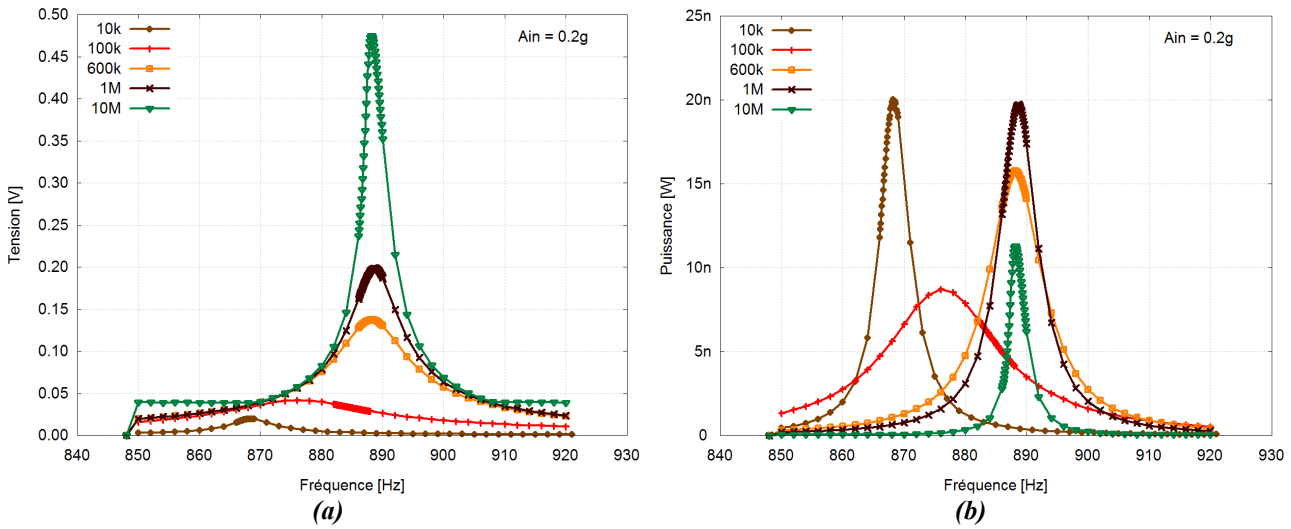 0.50
0.45
0.40
0.35
0.30
0.25
0.20
0.15
0.10
0.05
0.00
Tension [V]
10k
100k
600k
1M
10M
Ain = 0.2g
840 850 860 870 880 890 900 910 920 930
Fréquence [Hz]
(a)
25n
20n
15n
10n
5n
0
Puissance [W]
10k
100k
600k
1M
10M
Ain = 0.2g
840 850 860 870 880 890 900 910 920 930
Fréquence [Hz]
(b)